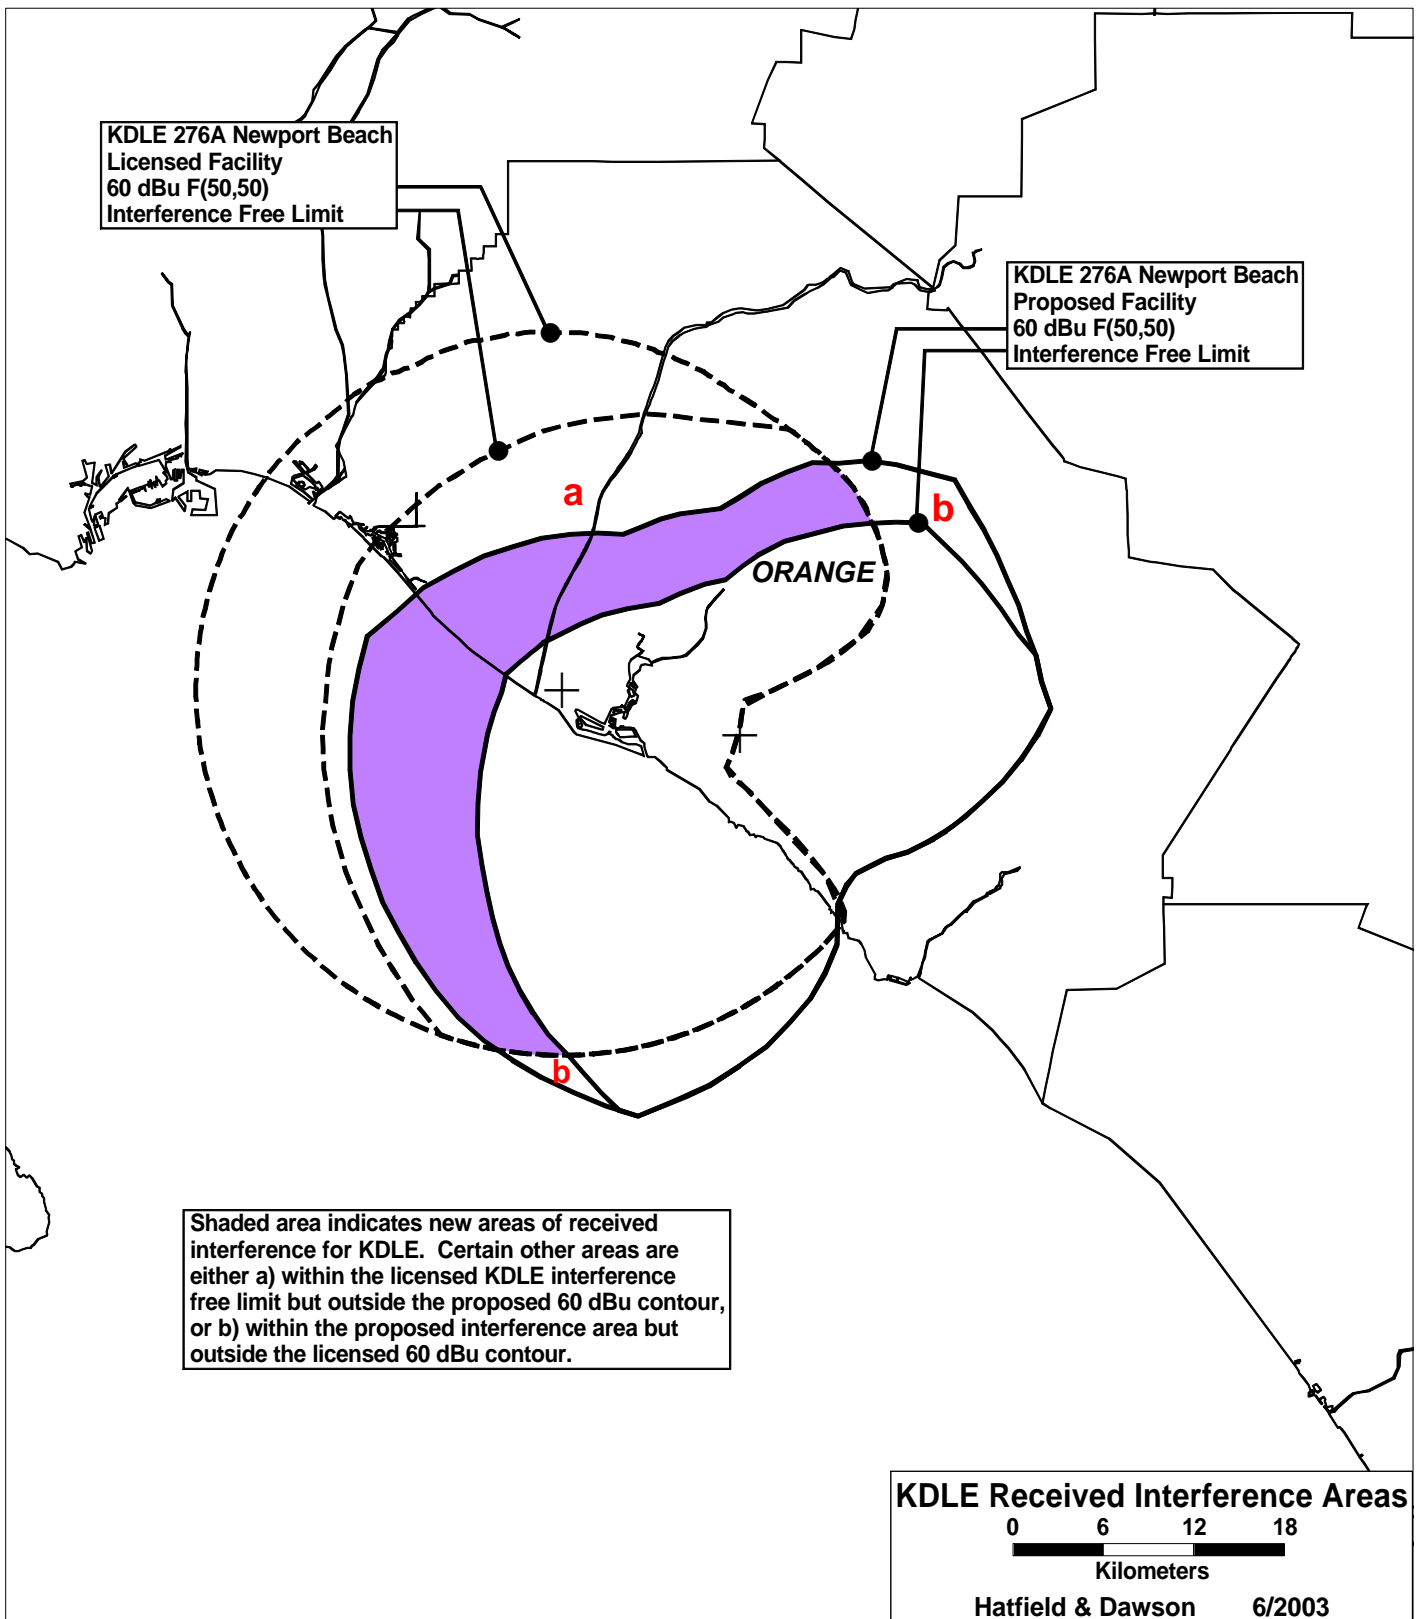 KDLE 276A Newport Beach
Licensed Facility
60 dBu F(50,50)
Interference Free Limit
KDLE 276A Newport Beach
Proposed Facility
60 dBu F(50,50)
Interference Free Limit
a
b
ORANGE
b
Shaded area indicates new areas of received
interference for KDLE.  Certain other areas are
either a) within the licensed KDLE interference
free limit but outside the proposed 60 dBu contour,
or b) within the proposed interference area but
outside the licensed 60 dBu contour.
KDLE Received Interference Areas
0 6 12 18
Kilometers
Hatfield & Dawson 6/2003